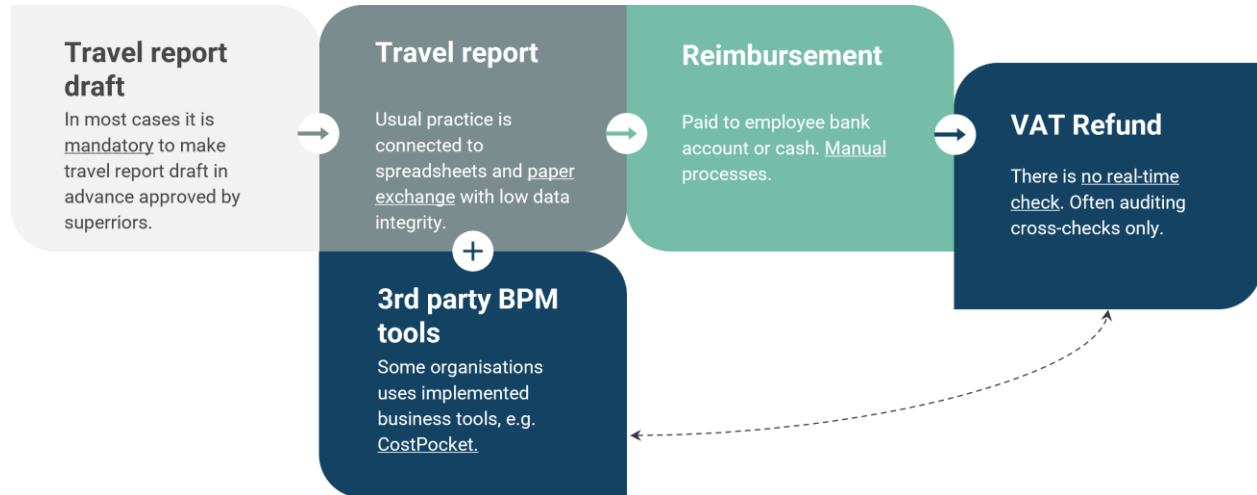 Travel report
draft
In most cases it is
mandatory to make
travel report draft in
advance approved by
superriors.
Travel report
Usual practice is
connected to
spreadsheets and paper
exchange with low data
integrity.
Reimbursement
Paid to employee bank
account or cash. Manual
processes.
VAT Refund
There is no real-time
check. Often auditing
cross-checks only.
3rd party BPM
tools
Some organisations
uses implemented
business tools, e.g.
CostPocket.